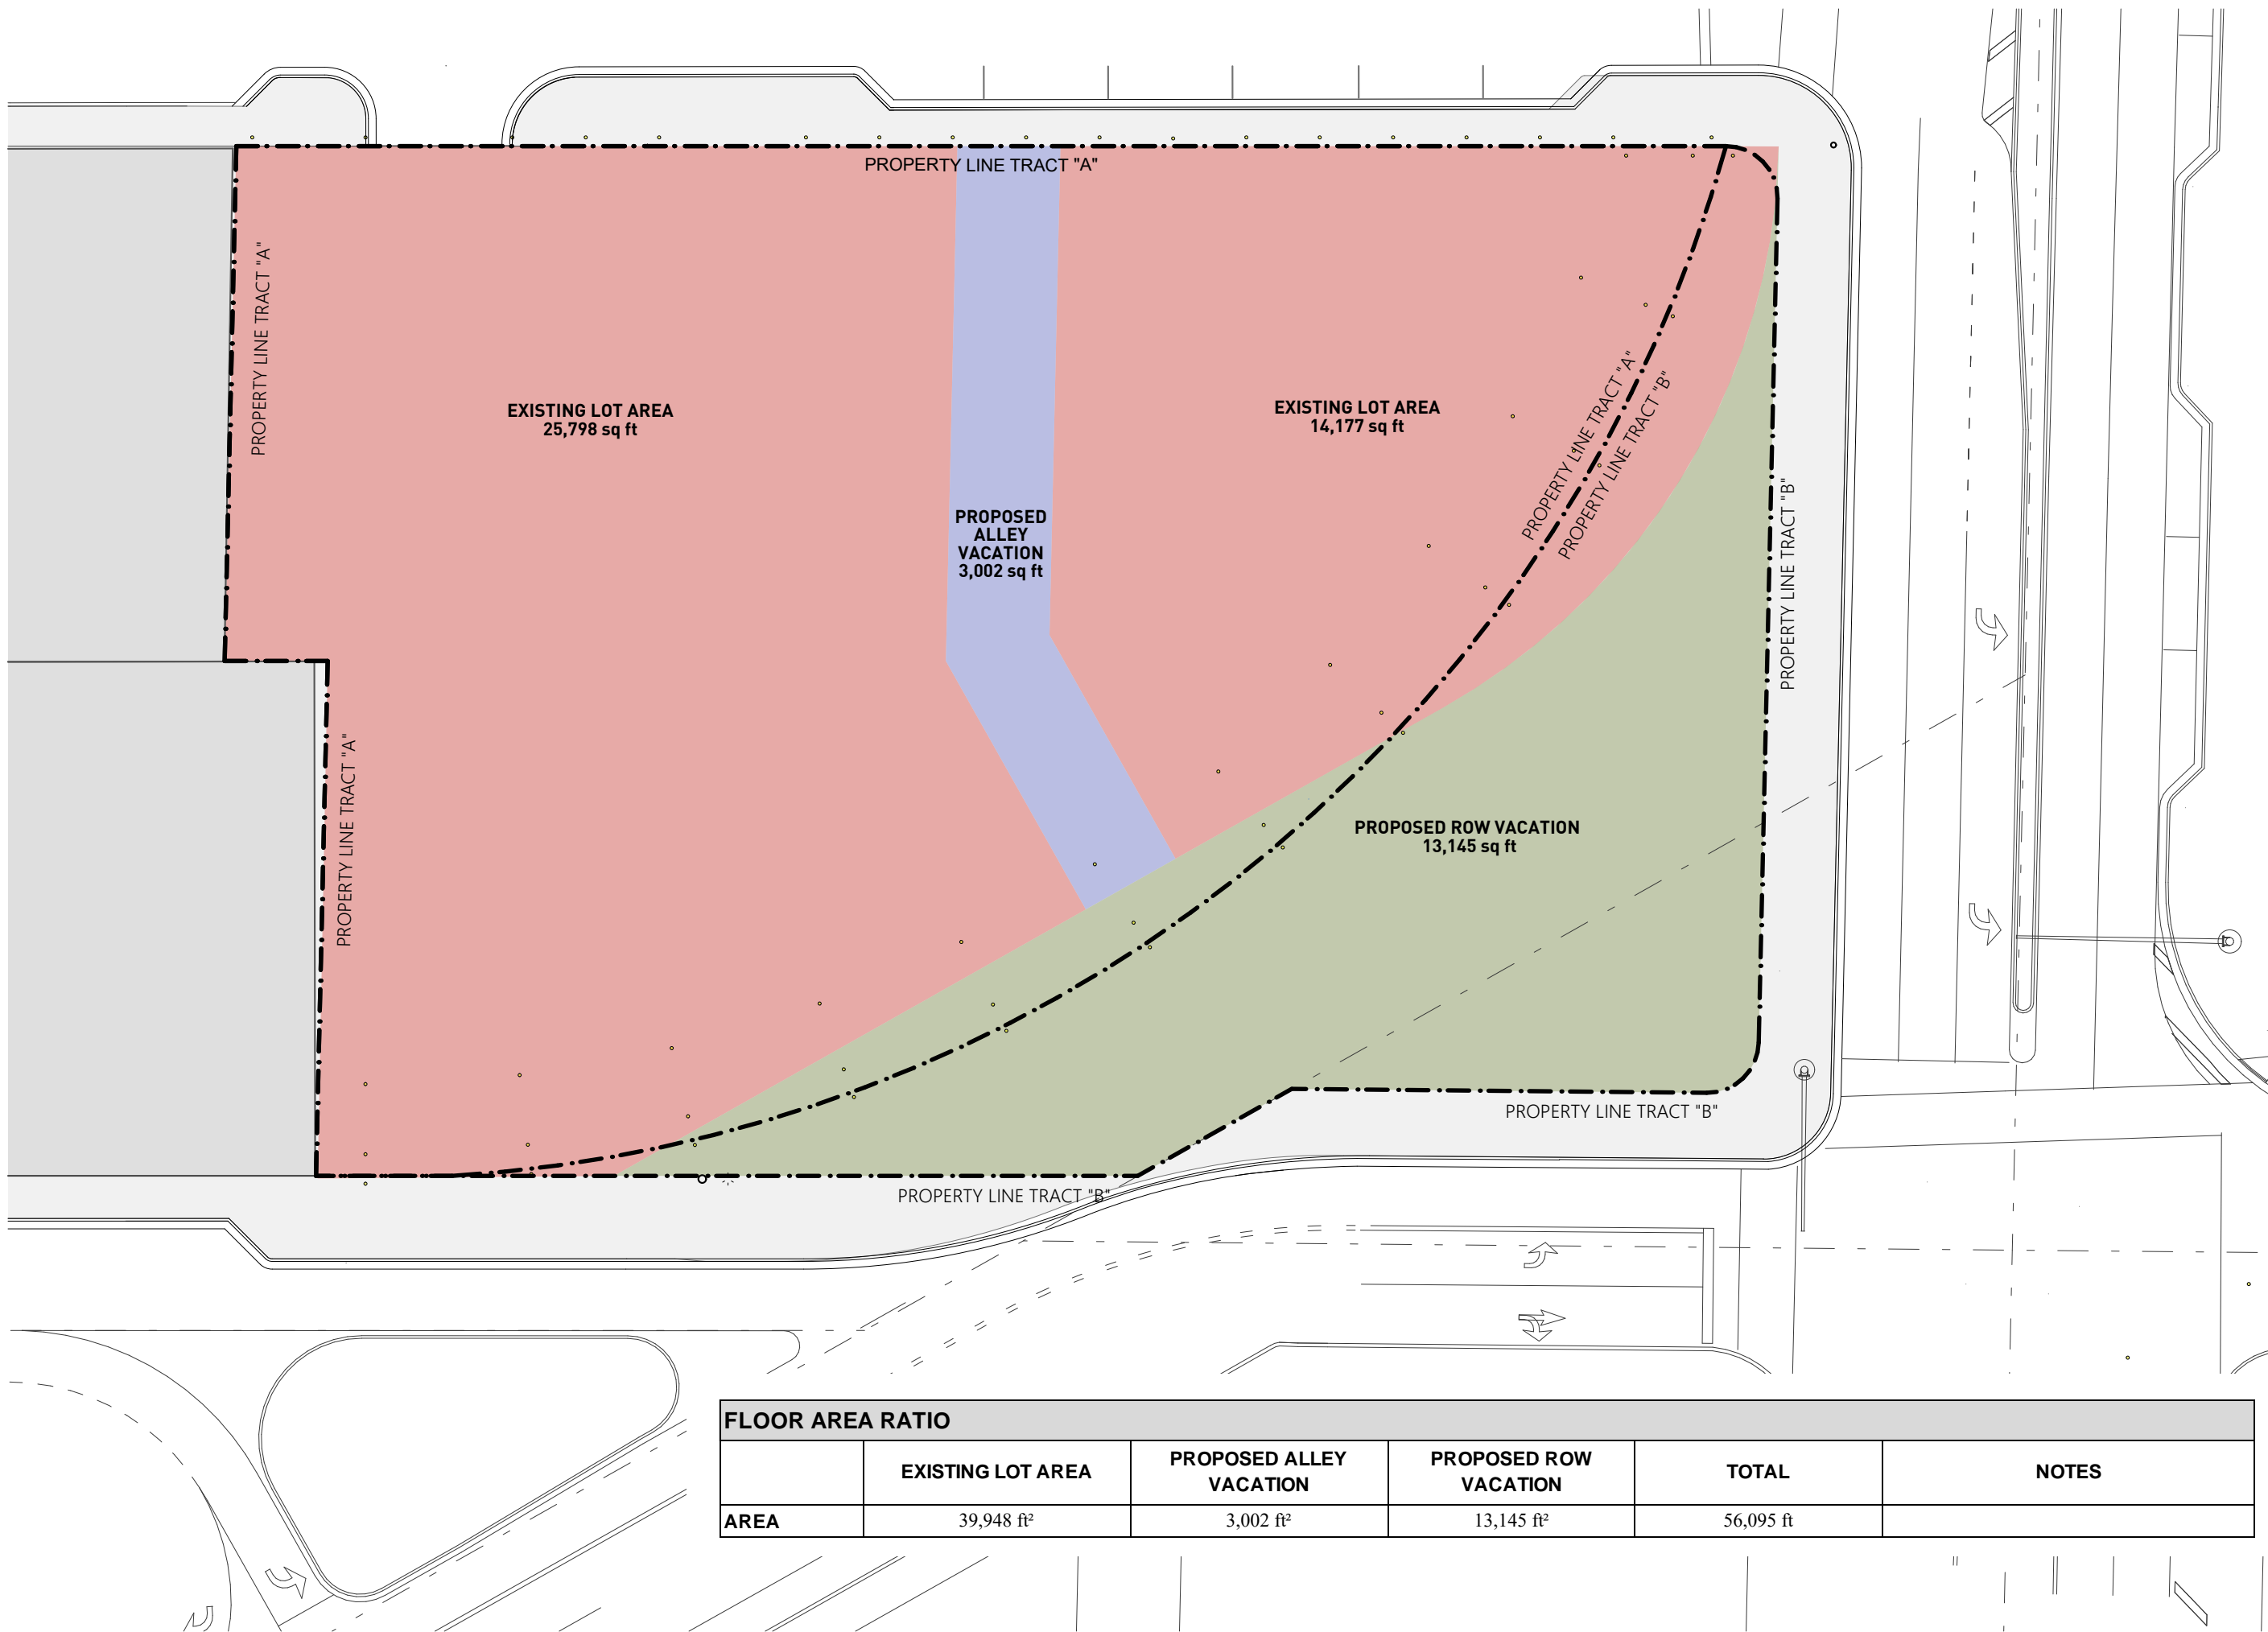 PROPERTY LINE TRACT "A"
PROPERTY LINE TRACT "A"
EXISTING LOT AREA
25,798 sq ft
EXISTING LOT AREA
14,177 sq ft
PROPERTY LINE TRACT "A"
PROPERTY LINE TRACT "B"
PROPOSED
ALLEY
VACATION
3,002 sq ft
PROPERTY LINE TRACT "B"
PROPERTY LINE TRACT "A"
PROPOSED ROW VACATION
13,145 sq ft
PROPERTY LINE TRACT "B"
PROPERTY LINE TRACT "B"
FLOOR AREA RATIO
EXISTING LOT AREA PROPOSED ALLEY VACATION PROPOSED ROW VACATION TOTAL NOTES
AREA 39,948 ft² 3,002 ft² 13,145 ft² 56,095 ft